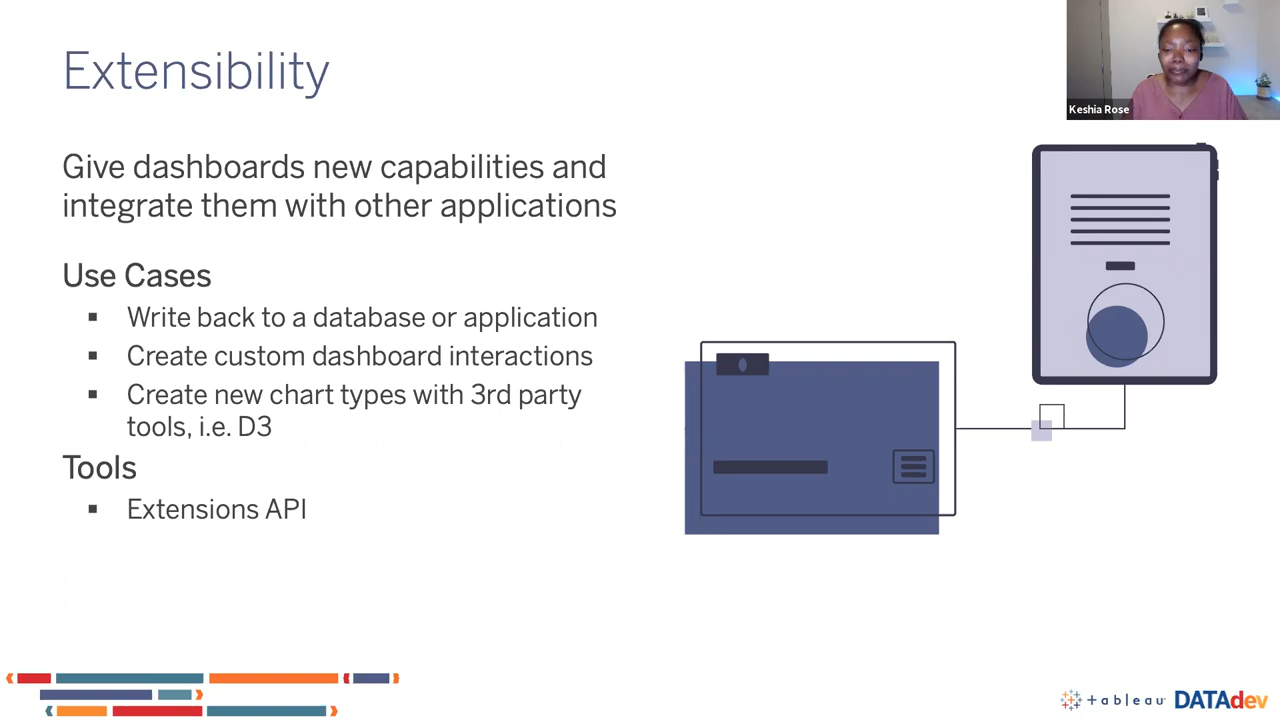 Extensibility
Keshia Rose
Give dashboards new capabilities and
integrate them with other applications
Use Cases
▪ Write back to a database or application
▪ Create custom dashboard interactions
▪ Create new chart types with 3rd party
tools, i.e. D3
Tools
▪ Extensions API
+ a b l e a u DATAdev